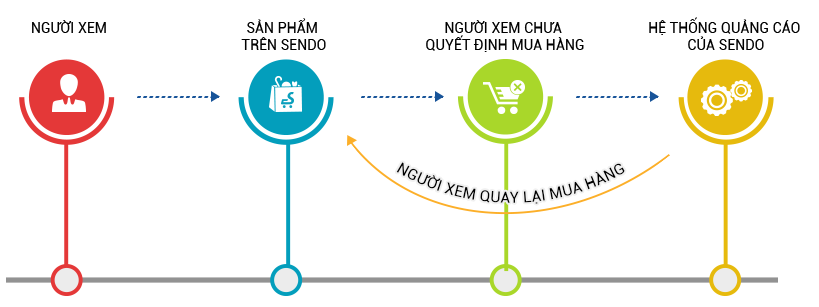 NGƯỜI XEM
SẢN PHẨM
TRÊN SENDO
NGƯỜI XEM CHƯA
QUYẾT ĐỊNH MUA HÀNG
HỆ THỐNG QUẢNG CÁO
CỦA SENDO
NGƯỜI XEM QUAY LẠI MUA HÀNG